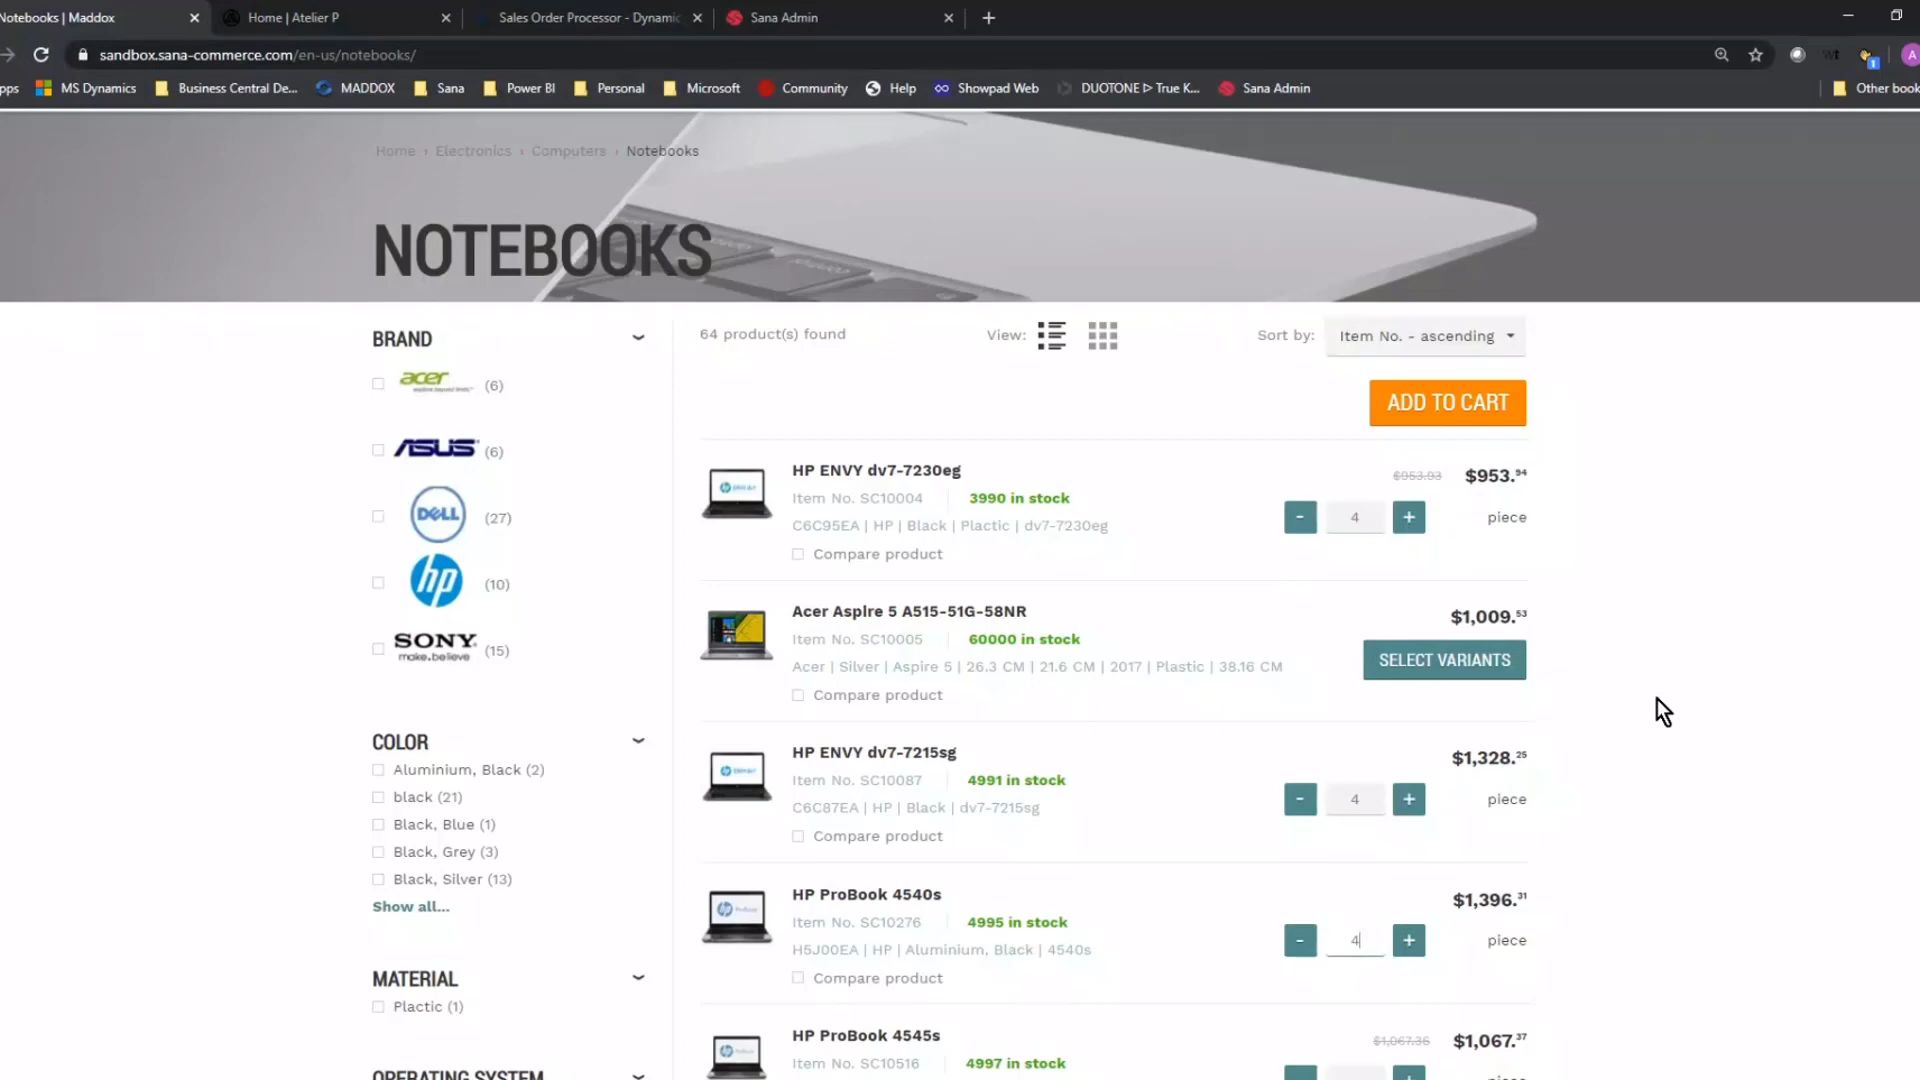 Notebooks | Maddox
Home | Atelier P
Sales Order Processor - Dynamic
Sana Admin
sandbox.sana-commerce.com/en-us/notebooks/
pps
MS Dynamics
Business Central De...
MADDOX
Sana
Power BI
Personal
Microsoft
Community
Help
Showpad Web
DUOTONE ᐅ True K...
Sana Admin
Other book
Home › Electronics › Computers › Notebooks
NOTEBOOKS
BRAND
acer (6)
ASUS (6)
DELL (27)
hp (10)
SONY make.believe (15)
COLOR
Aluminium, Black (2)
black (21)
Black, Blue (1)
Black, Grey (3)
Black, Silver (13)
Show all...
MATERIAL
Plactic (1)
OPERATING SYSTEM
64 product(s) found
View:
Sort by: Item No. - ascending
ADD TO CART
HP ENVY dv7-7230eg
$953.93 $953.94
Item No. SC10004 3990 in stock
- 4 + piece
C6C95EA | HP | Black | Plactic | dv7-7230eg
Compare product
Acer Aspire 5 A515-51G-58NR
$1,009.53
Item No. SC10005 60000 in stock
SELECT VARIANTS
Acer | Silver | Aspire 5 | 26.3 CM | 21.6 CM | 2017 | Plastic | 38.16 CM
Compare product
HP ENVY dv7-7215sg
$1,328.25
Item No. SC10087 4991 in stock
- 4 + piece
C6C87EA | HP | Black | dv7-7215sg
Compare product
HP ProBook 4540s
$1,396.31
Item No. SC10276 4995 in stock
- 4 + piece
H5J00EA | HP | Aluminium, Black | 4540s
Compare product
HP ProBook 4545s
$1,067.36 $1,067.37
Item No. SC10516 4997 in stock
+ piece